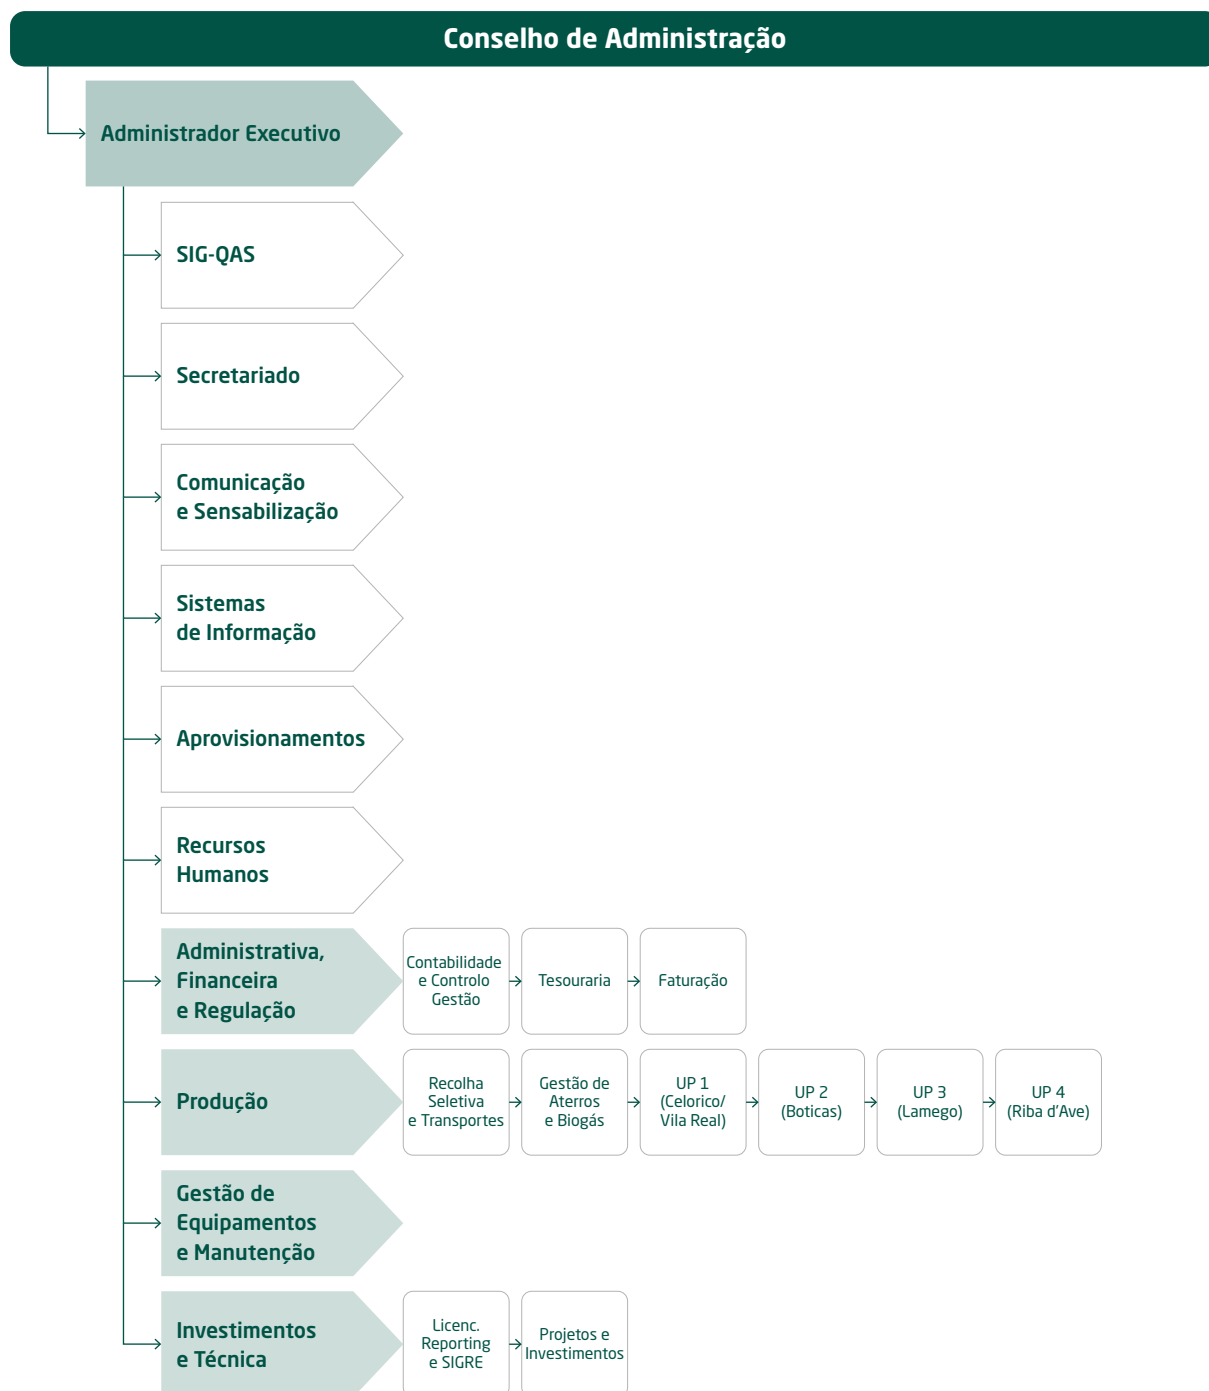 Conselho de Administração
Administrador Executivo
SIG-QAS
Secretariado
Comunicação
e Sensabilização
Sistemas
de Informação
Aprovisionamentos
Recursos
Humanos
Administrativa,
Financeira
e Regulação
Contabilidade
e Controlo
Gestão
Tesouraria
Faturação
Produção
Recolha
Seletiva
e Transportes
Gestão de
Aterros
e Biogás
UP 1
(Celorico/
Vila Real)
UP 2
(Boticas)
UP 3
(Lamego)
UP 4
(Riba d'Ave)
Gestão de
Equipamentos
e Manutenção
Investimentos
e Técnica
Licenc.
Reporting
e SIGRE
Projetos e
Investimentos